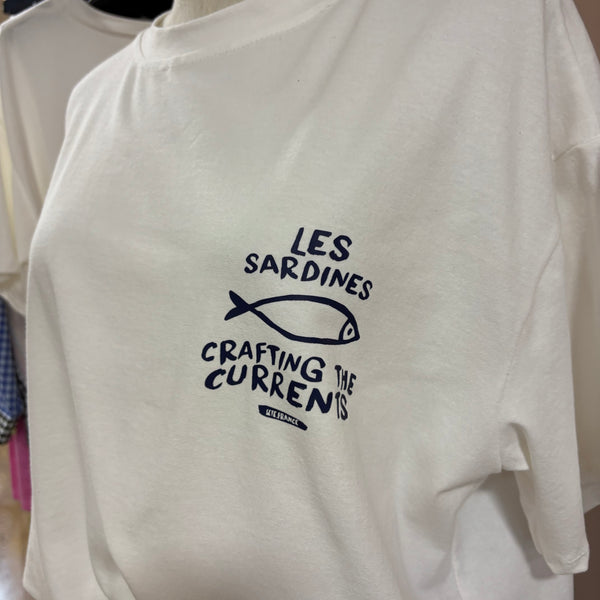 LES
SARDINES
CRAFTING THE
CURRENTS